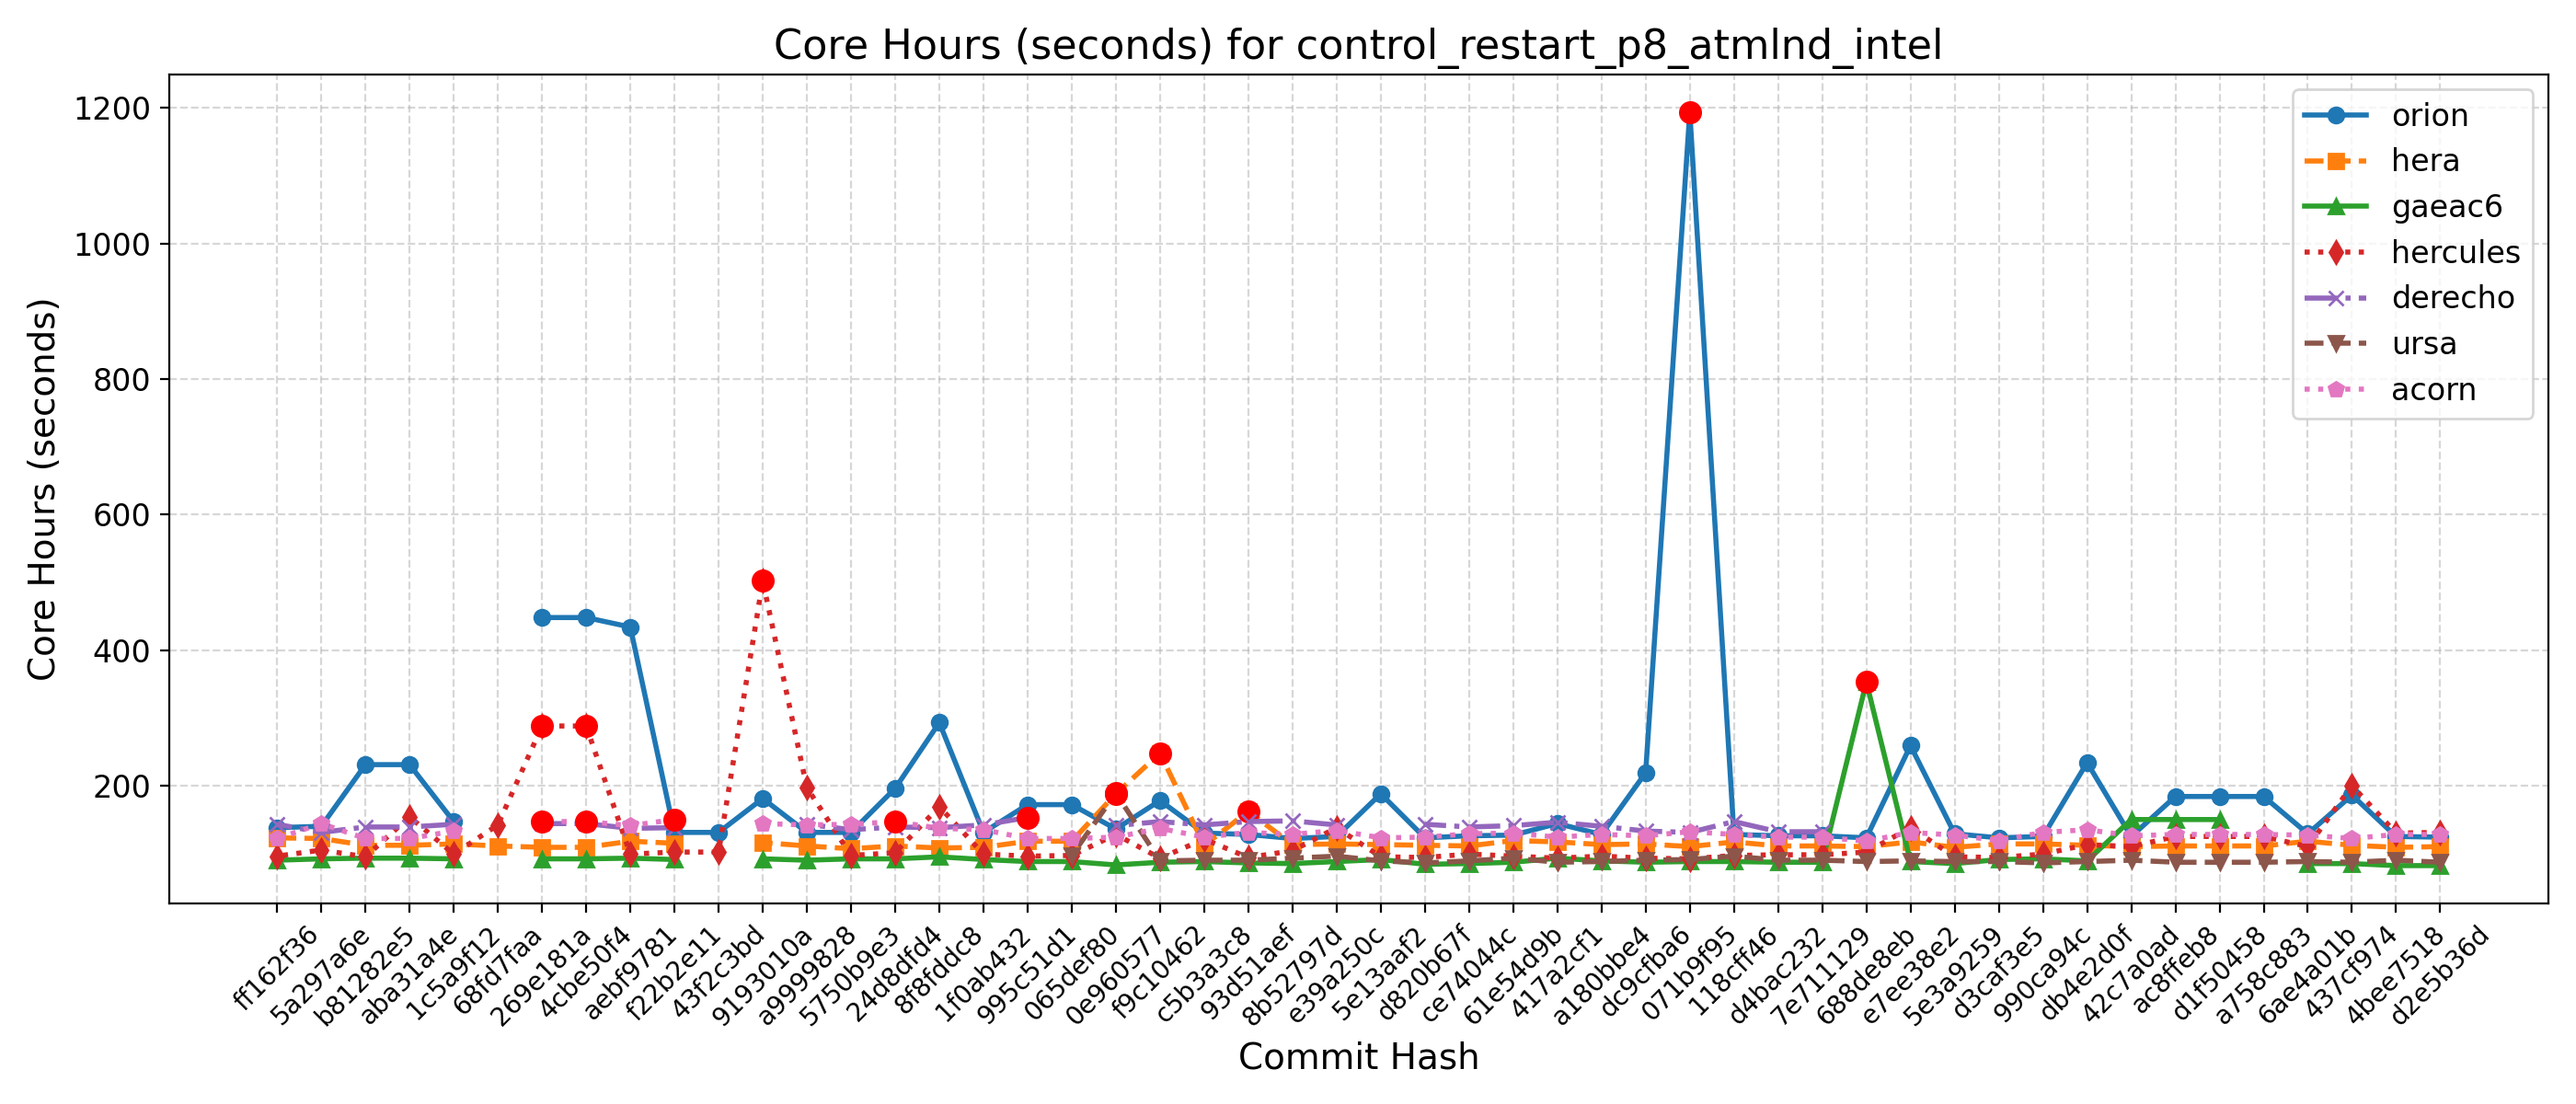 Core Hours (seconds) for control_restart_p8_atmlnd_intel
Core Hours (seconds)
1200
1000
800
600
400
200
orion
hera
gaeac6
hercules
derecho
ursa
acorn
ff162f36
5a297a6e
b81282e5
aba31a4e
1c5a9f12
68fd7faa
269e181a
4cbe50f4
aebf9781
f22b2e11
43f2c3bd
9193010a
a9999828
5750b9e3
24d8dfd4
8f8fddc8
1f0ab432
995c51d1
065def80
0e960577
f9c10462
c5b3a3c8
93d51aef
8b52797d
e39a250c
5e13aaf2
d820b67f
ce74044c
61e54d9b
417a2cf1
a180bbe4
dc9cfba6
071b9f95
118cff46
d4bac232
7e711129
688de8eb
e7ee38e2
5e3a9259
d3caf3e5
990ca94c
db4e2d0f
42c7a0ad
ac8ffeb8
d1f50458
a758c883
6ae4a01b
437cf974
4bee7518
d2e5b36d
Commit Hash